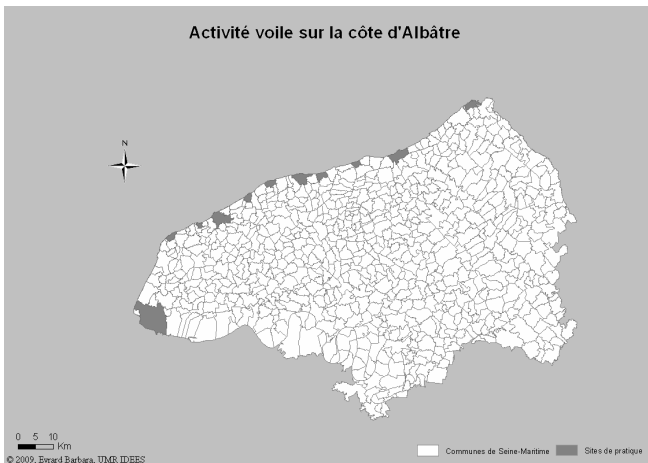 Activité voile sur la côte d'Albâtre
N
0 5 10
Km
Communes de Seine-Maritime
Sites de pratique
© 2009, Evrard Barbara, UMR IDEES